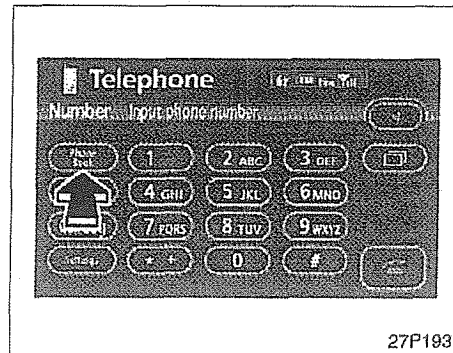 Telephone
Number Input phone number
Phone Book 1 2 ABC 3 DEF
4 GHI 5 JKL 6 MNO
7 PQRS 8 TUV 9 WXYZ
Settings * + 0 #
27P193